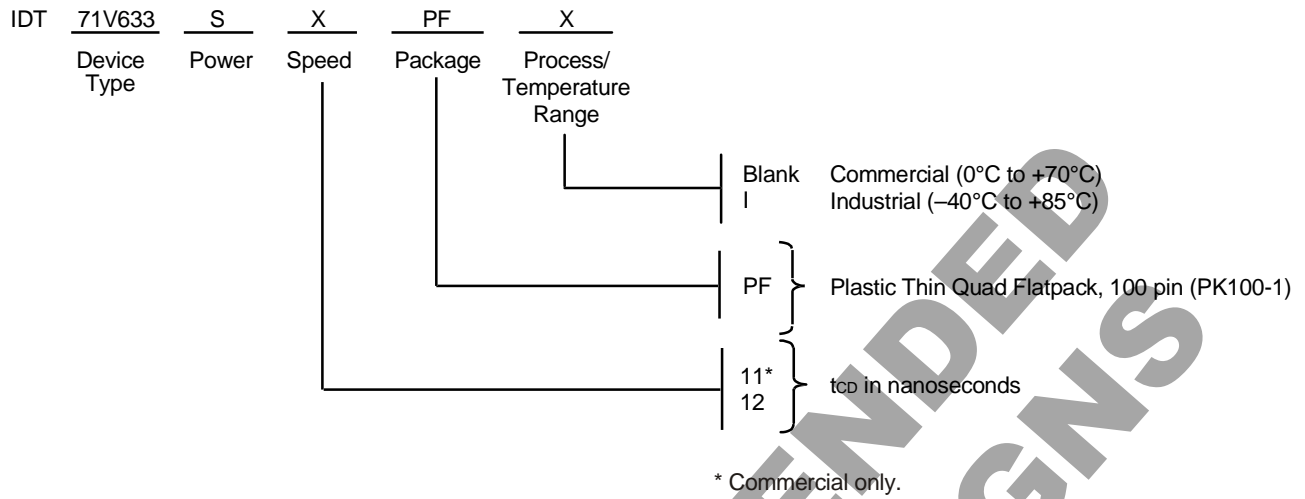 IDT 71V633 S X PF X
Device Type Power Speed Package Process/ Temperature Range
Blank Commercial (0°C to +70°C)
I Industrial (–40°C to +85°C)
PF Plastic Thin Quad Flatpack, 100 pin (PK100-1)
11*
12
tCD in nanoseconds
* Commercial only.